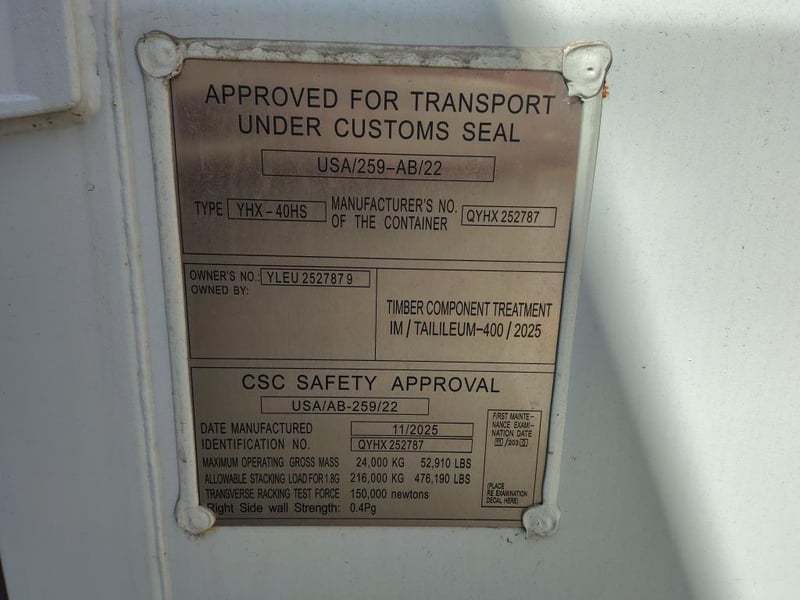 APPROVED FOR TRANSPORT
UNDER CUSTOMS SEAL
USA/259-AB/22
TYPE YHX-40HS MANUFACTURER'S NO. OF THE CONTAINER QYHX 252787
OWNER'S NO.: YLEU 252787 9
OWNED BY:
TIMBER COMPONENT TREATMENT
IM / TAILILEUM-400 / 2025
CSC SAFETY APPROVAL
USA/AB-259/22
DATE MANUFACTURED 11/2025
IDENTIFICATION NO. QYHX 252787
MAXIMUM OPERATING GROSS MASS 24,000 KG 52,910 LBS
ALLOWABLE STACKING LOAD FOR 1.8G 216,000 KG 476,190 LBS
TRANSVERSE RACKING TEST FORCE 150,000 newtons
Right Side wall Strength: 0.4Pg
FIRST MAINTE-
NANCE EXAMI-
NATION DATE
(PLACE
RE EXAMINATION
DECAL HERE)